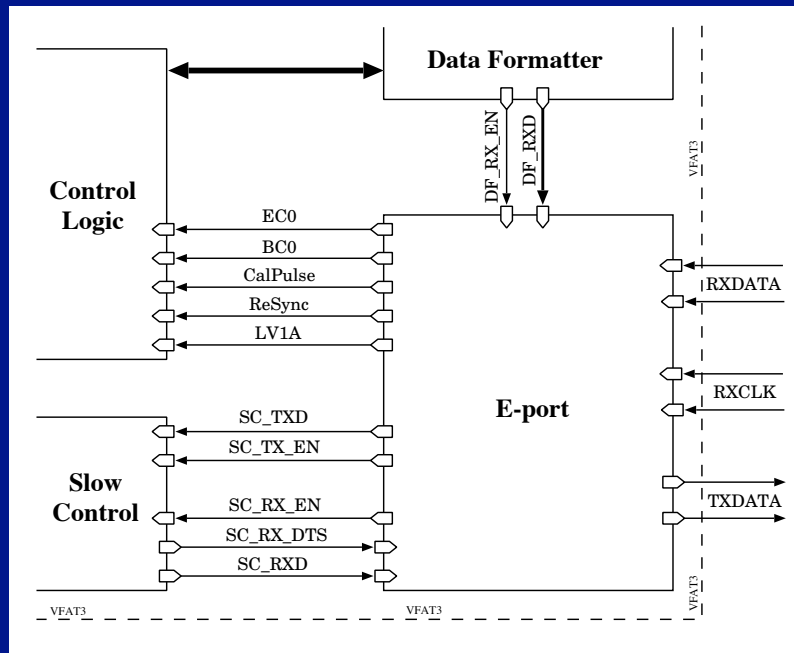 Data Formatter
DF_RX_EN
DF_RXD
VFAT3
Control
Logic
EC0
BC0
CalPulse
ReSync
LV1A
RXDATA
RXCLK
E-port
TXDATA
Slow
Control
SC_TXD
SC_TX_EN
SC_RX_EN
SC_RX_DTS
SC_RXD
VFAT3
VFAT3
VFAT3